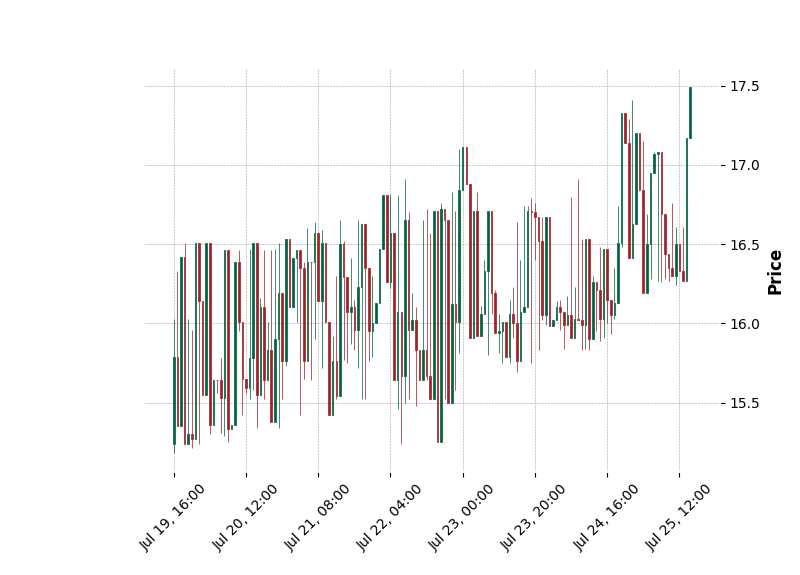 17.5
17.0
16.5
16.0
15.5
Price
Jul 19, 16:00
Jul 20, 12:00
Jul 21, 08:00
Jul 22, 04:00
Jul 23, 00:00
Jul 23, 20:00
Jul 24, 16:00
Jul 25, 12:00